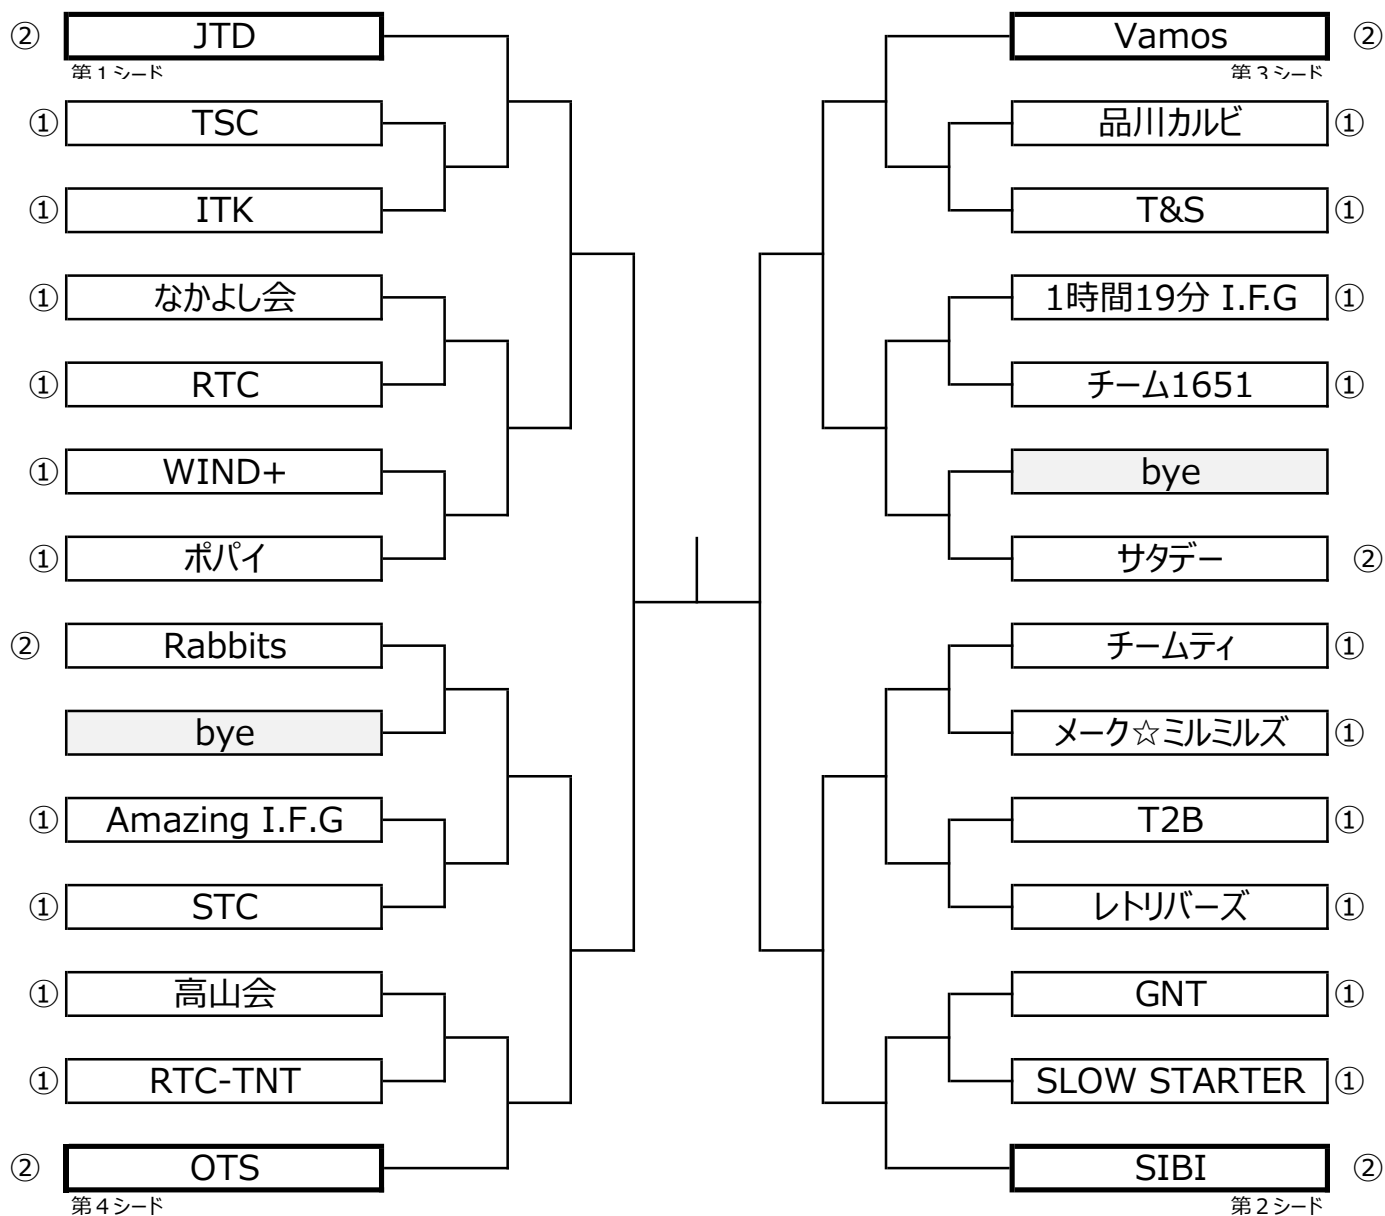 ② JTD
第１シード
① TSC
① ITK
① なかよし会
① RTC
① WIND+
① ポパイ
② Rabbits
bye
① Amazing I.F.G
① STC
① 高山会
① RTC-TNT
② OTS
第４シード
Vamos ②
第３シード
品川カルビ ①
T&S ①
1時間19分 I.F.G ①
チーム1651 ①
bye
サタデー ②
チームティ ①
メーク☆ミルミルズ ①
T2B ①
レトリバーズ ①
GNT ①
SLOW STARTER ①
SIBI ②
第２シード